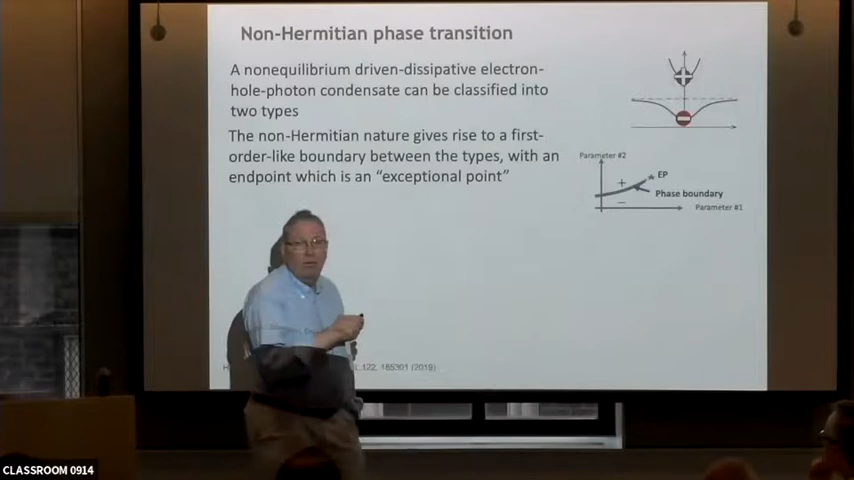 Non-Hermitian phase transition
A nonequilibrium driven-dissipative electron-
hole-photon condensate can be classified into
two types
The non-Hermitian nature gives rise to a first-
order-like boundary between the types, with an
endpoint which is an “exceptional point”
Parameter #2
EP
+
Phase boundary
−
Parameter #1
122, 185301 (2019)
CLASSROOM 0914